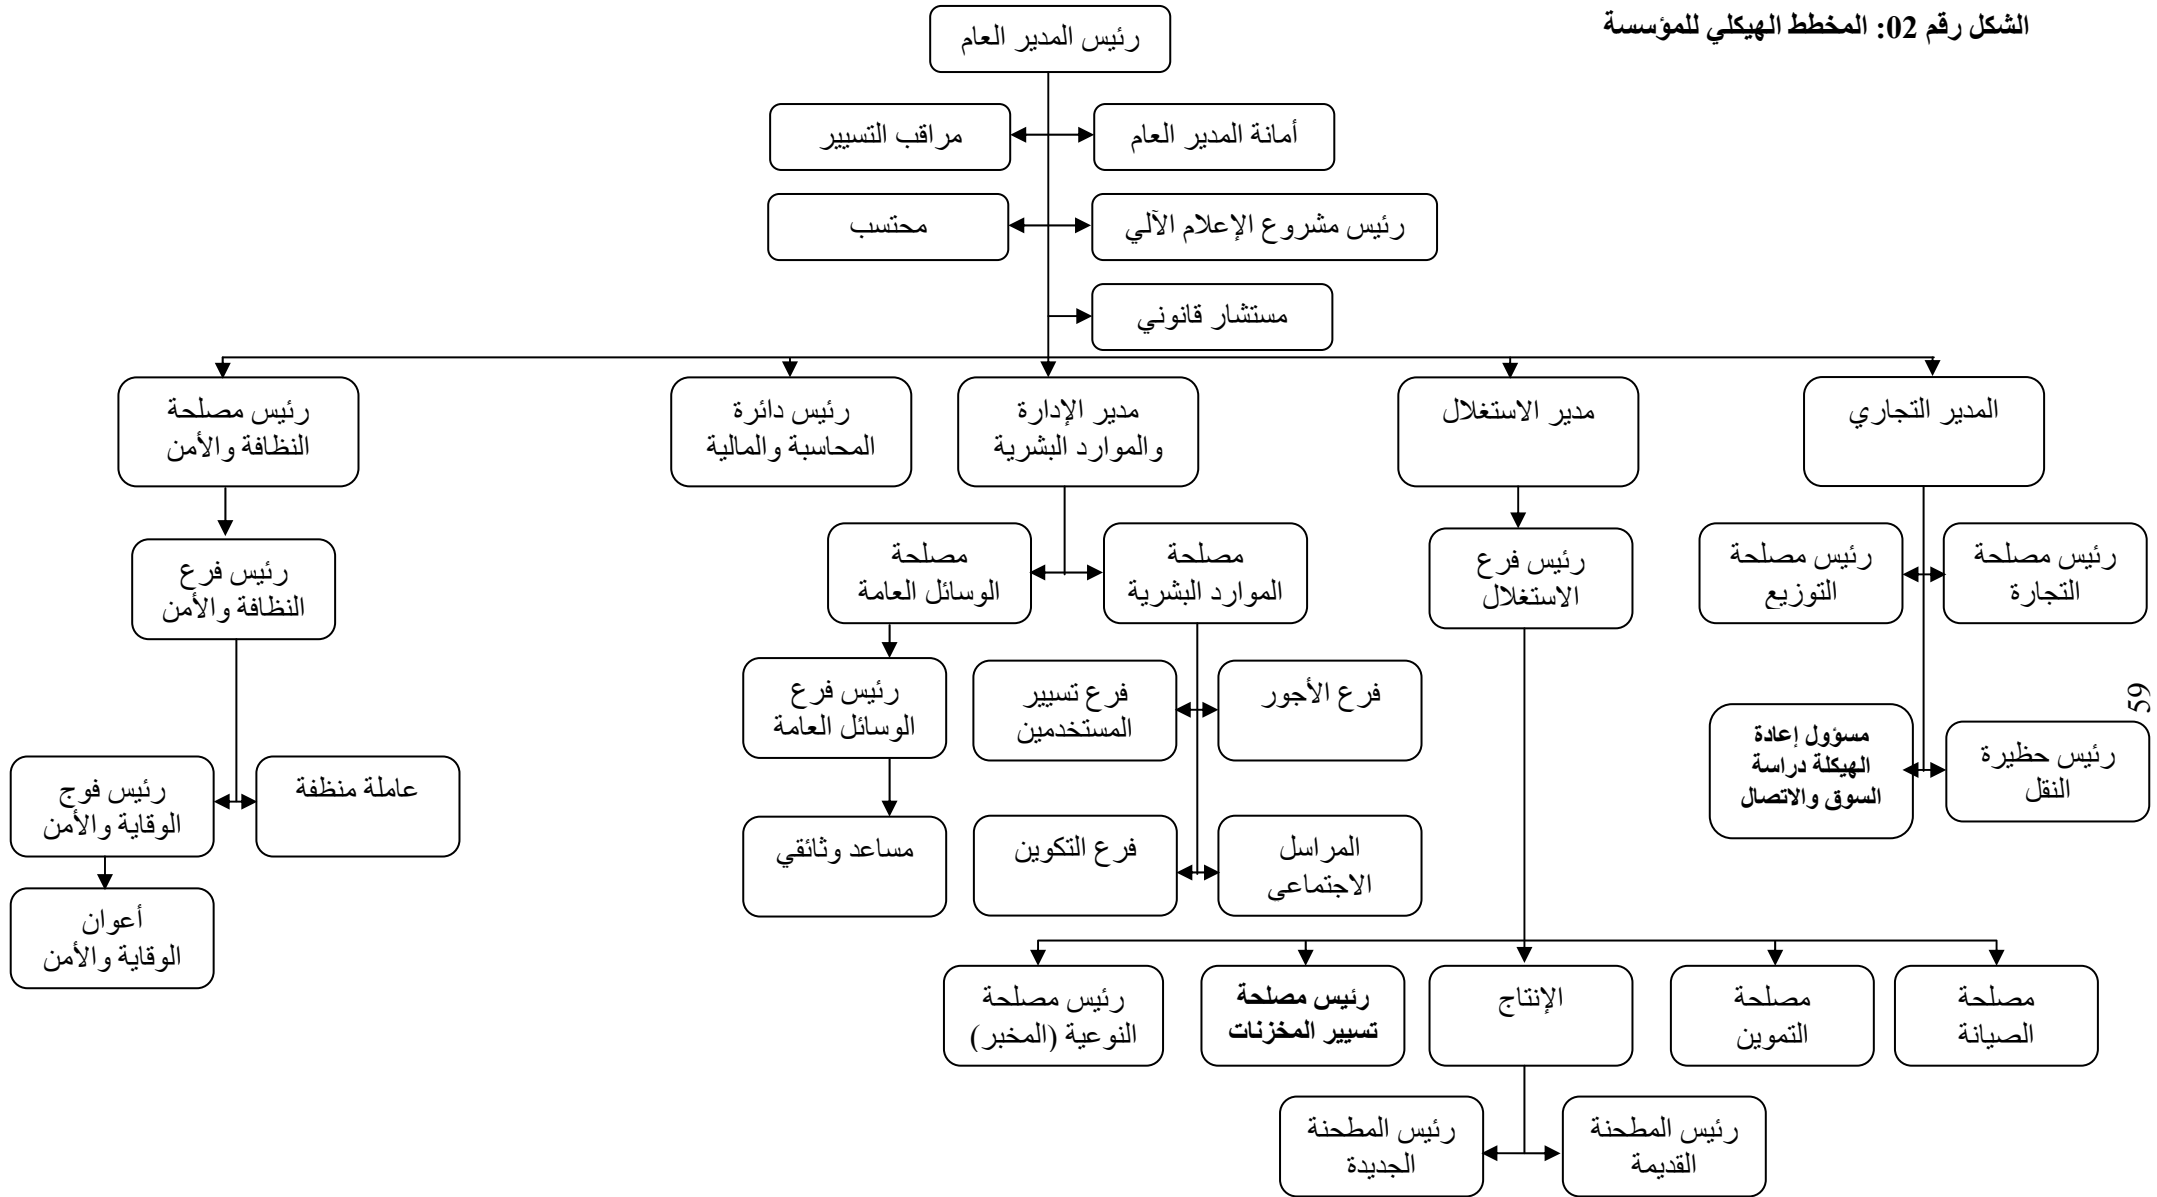 الشكل رقم 02: المخطط الهيكلي للمؤسسة
رئيس المدير العام
أمانة المدير العام
مراقب التسيير
رئيس مشروع الإعلام الآلي
محتسب
مستشار قانوني
المدير التجاري
مدير الاستغلال
مدير الإدارة
والموارد البشرية
رئيس دائرة
المحاسبة والمالية
رئيس مصلحة
النظافة والأمن
رئيس مصلحة
التجارة
رئيس مصلحة
التوزيع
رئيس فرع
الاستغلال
مصلحة
الموارد البشرية
مصلحة
الوسائل العامة
رئيس فرع
النظافة والأمن
فرع الأجور
فرع تسيير
المستخدمين
رئيس فرع
الوسائل العامة
59
رئيس حظيرة
النقل
مسؤول إعادة
الهيكلة دراسة
السوق والاتصال
عاملة منظفة
رئيس فوج
الوقاية والأمن
المراسل
الاجتماعى
فرع التكوين
مساعد وثائقي
أعوان
الوقاية والأمن
مصلحة
الصيانة
مصلحة
التموين
الإنتاج
رئيس مصلحة
تسيير المخزنات
رئيس مصلحة
النوعية (المخبر)
رئيس المطحنة
القديمة
رئيس المطحنة
الجديدة